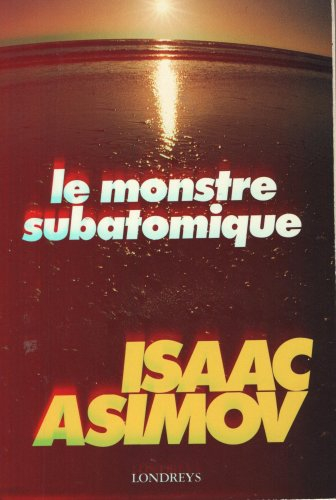 le monstre
subatomique
ISAAC
ASIMOV
LONDREYS